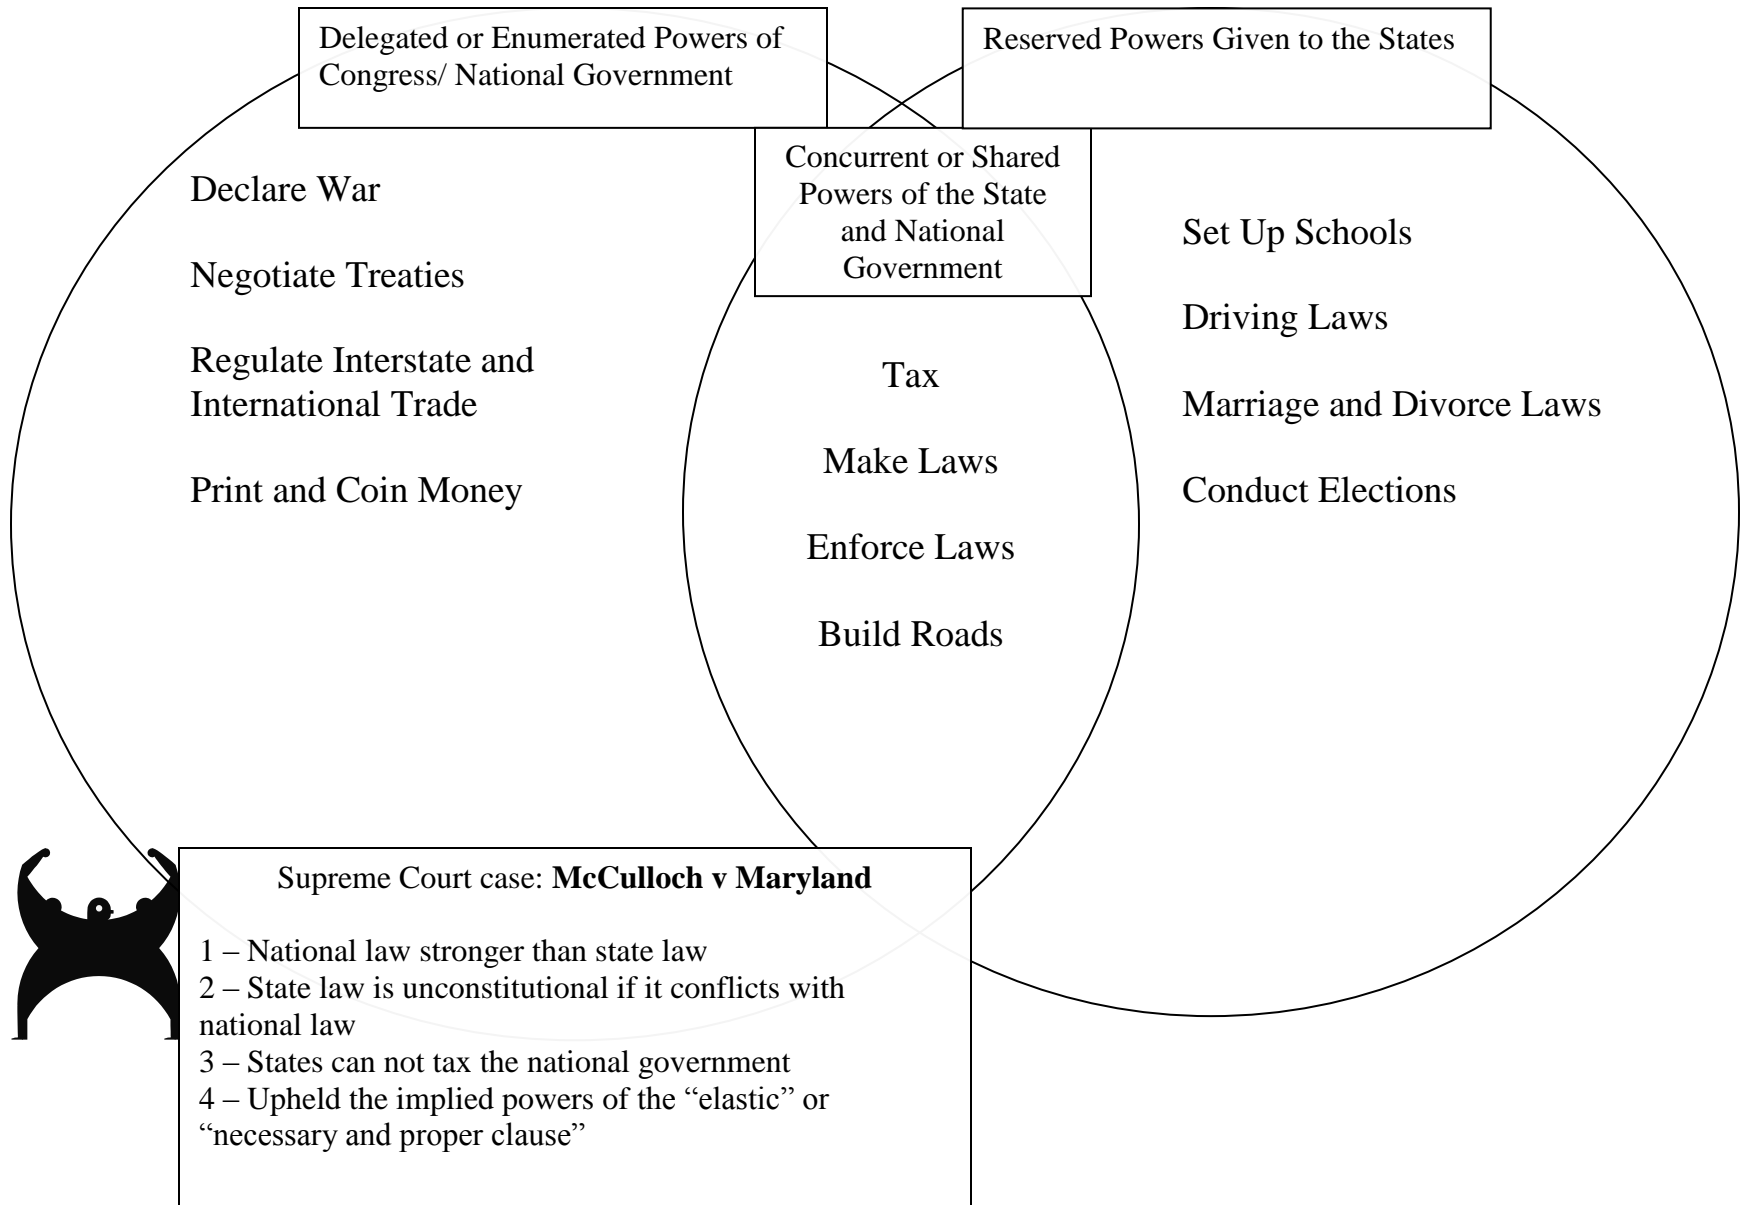 Delegated or Enumerated Powers of
Congress/ National Government
Reserved Powers Given to the States
Concurrent or Shared
Powers of the State
and National
Government
Declare War
Negotiate Treaties
Regulate Interstate and
International Trade
Print and Coin Money
Tax
Make Laws
Enforce Laws
Build Roads
Set Up Schools
Driving Laws
Marriage and Divorce Laws
Conduct Elections
Supreme Court case: McCulloch v Maryland
1 – National law stronger than state law
2 – State law is unconstitutional if it conflicts with
national law
3 – States can not tax the national government
4 – Upheld the implied powers of the “elastic” or
“necessary and proper clause”